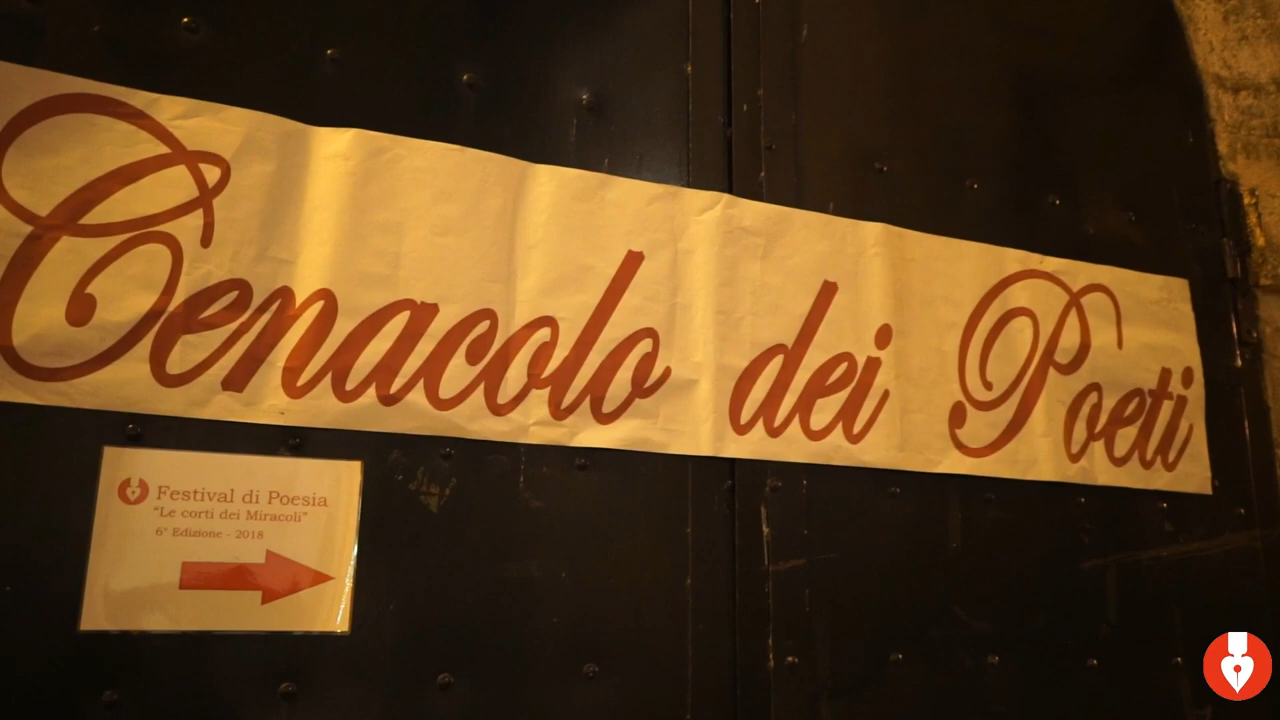 Cenacolo dei Poeti
Festival di Poesia
"Le corti dei Miracoli"
6° Edizione - 2018